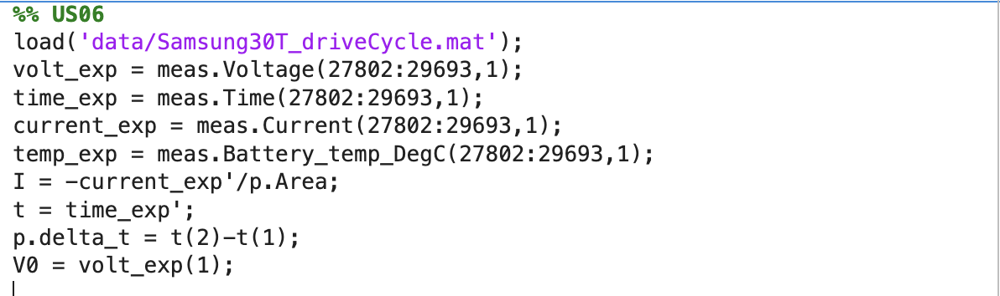 %% US06
load('data/Samsung30T_driveCycle.mat');
volt_exp = meas.Voltage(27802:29693,1);
time_exp = meas.Time(27802:29693,1);
current_exp = meas.Current(27802:29693,1);
temp_exp = meas.Battery_temp_DegC(27802:29693,1);
I = -current_exp'/p.Area;
t = time_exp';
p.delta_t = t(2)-t(1);
V0 = volt_exp(1);